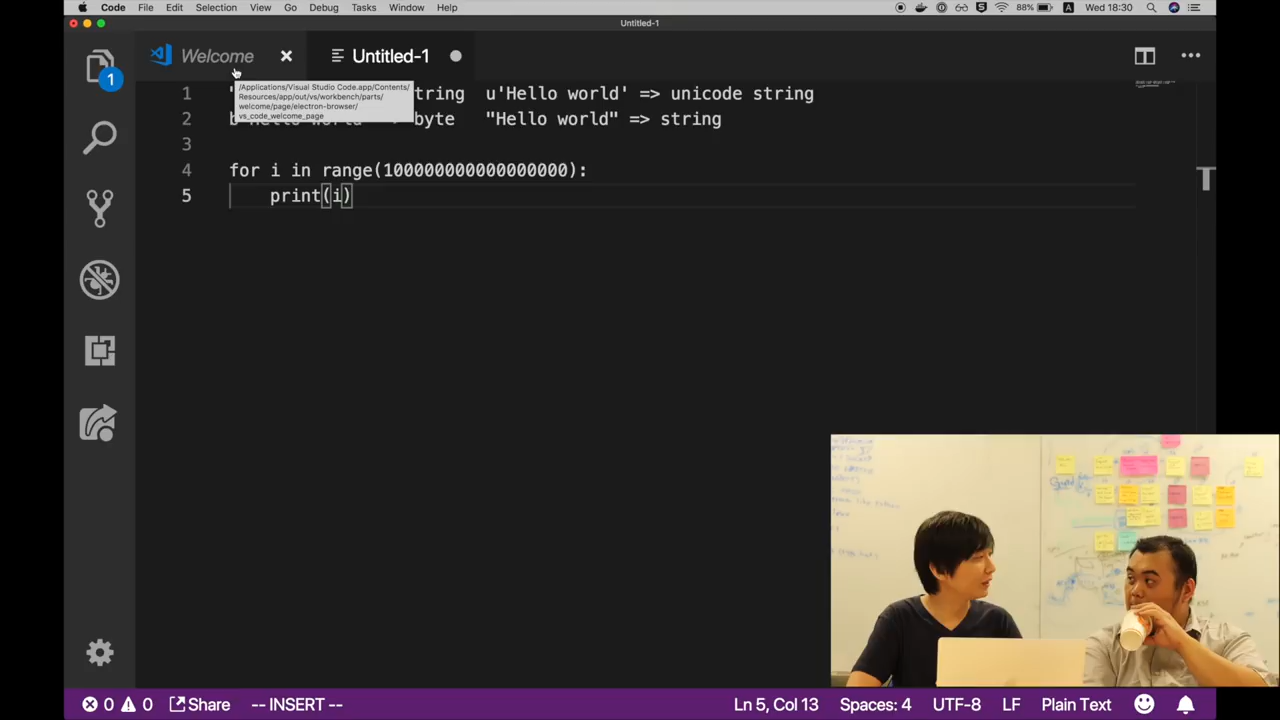 Code File Edit Selection View Go Debug Tasks Window Help 88% A Wed 18:30
Untitled-1
Welcome Untitled-1
1
/Applications/Visual Studio Code.app/Contents/
Resources/app/out/vs/workbench/parts/
welcome/page/electron-browser/
vs_code_welcome_page
1 string u'Hello world' => unicode string
2 byte "Hello world" => string
3
4 for i in range(100000000000000000):
5 print(i)
0 0 Share -- INSERT -- Ln 5, Col 13 Spaces: 4 UTF-8 LF Plain Text